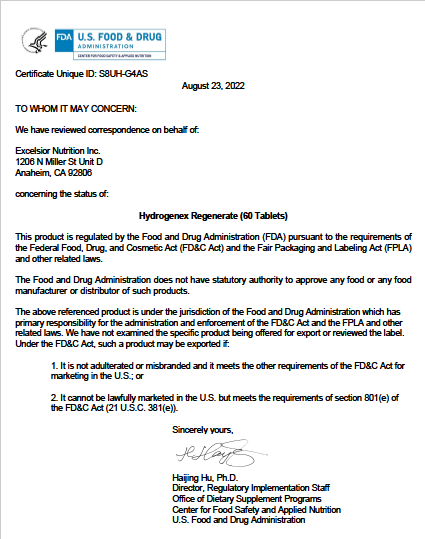 FDA U.S. FOOD & DRUG
ADMINISTRATION
CENTER FOR FOOD SAFETY & APPLIED NUTRITION
Certificate Unique ID: S8UH-G4AS
August 23, 2022
TO WHOM IT MAY CONCERN:
We have reviewed correspondence on behalf of:
Excelsior Nutrition Inc.
1206 N Miller St Unit D
Anaheim, CA 92806
concerning the status of:
Hydrogenex Regenerate (60 Tablets)
This product is regulated by the Food and Drug Administration (FDA) pursuant to the requirements of
the Federal Food, Drug, and Cosmetic Act (FD&C Act) and the Fair Packaging and Labeling Act (FPLA)
and other related laws.
The Food and Drug Administration does not have statutory authority to approve any food or any food
manufacturer or distributor of such products.
The above referenced product is under the jurisdiction of the Food and Drug Administration which has
primary responsibility for the administration and enforcement of the FD&C Act and the FPLA and other
related laws. We have not examined the specific product being offered for export or reviewed the label.
Under the FD&C Act, such a product may be exported if:
1. It is not adulterated or misbranded and it meets the other requirements of the FD&C Act for
marketing in the U.S.; or
2. It cannot be lawfully marketed in the U.S. but meets the requirements of section 801(e) of
the FD&C Act (21 U.S.C. 381(e)).
Sincerely yours,
Haijing Hu, Ph.D.
Director, Regulatory Implementation Staff
Office of Dietary Supplement Programs
Center for Food Safety and Applied Nutrition
U.S. Food and Drug Administration